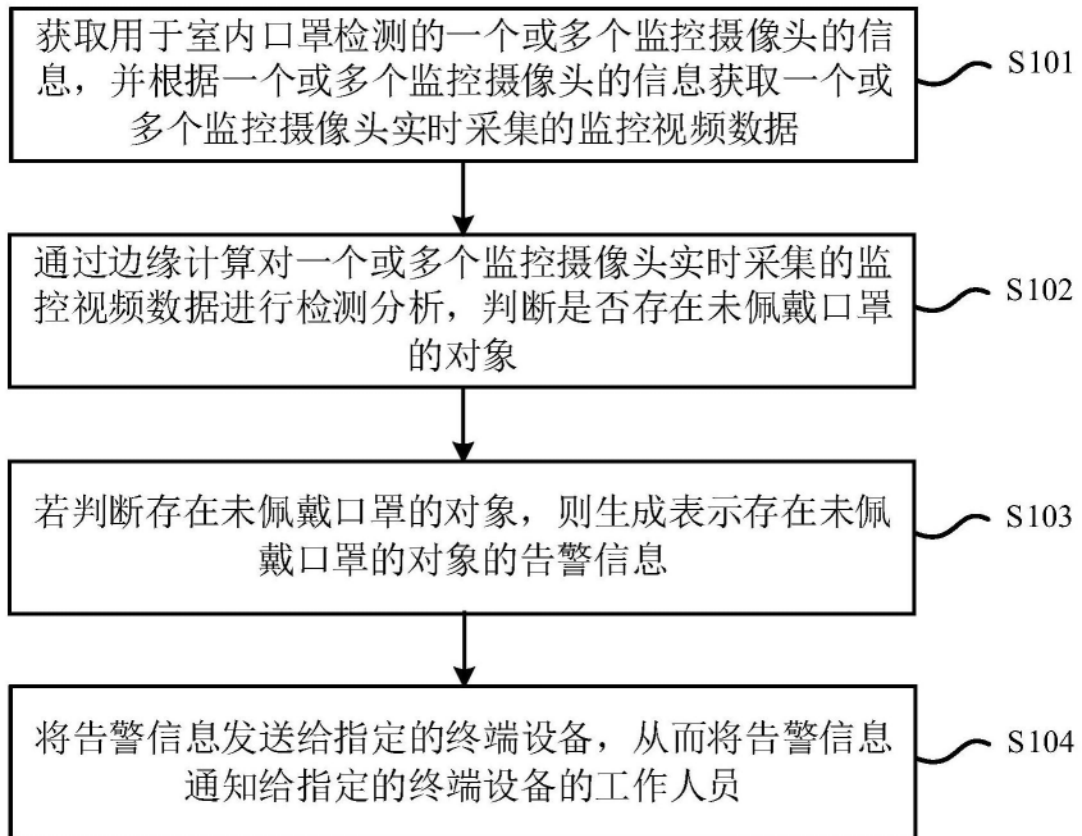 获取用于室内口罩检测的一个或多个监控摄像头的信
息，并根据一个或多个监控摄像头的信息获取一个或
多个监控摄像头实时采集的监控视频数据
S101
通过边缘计算对一个或多个监控摄像头实时采集的监
控视频数据进行检测分析，判断是否存在未佩戴口罩
的对象
S102
若判断存在未佩戴口罩的对象，则生成表示存在未佩
戴口罩的对象的告警信息
S103
将告警信息发送给指定的终端设备，从而将告警信息
通知给指定的终端设备的工作人员
S104